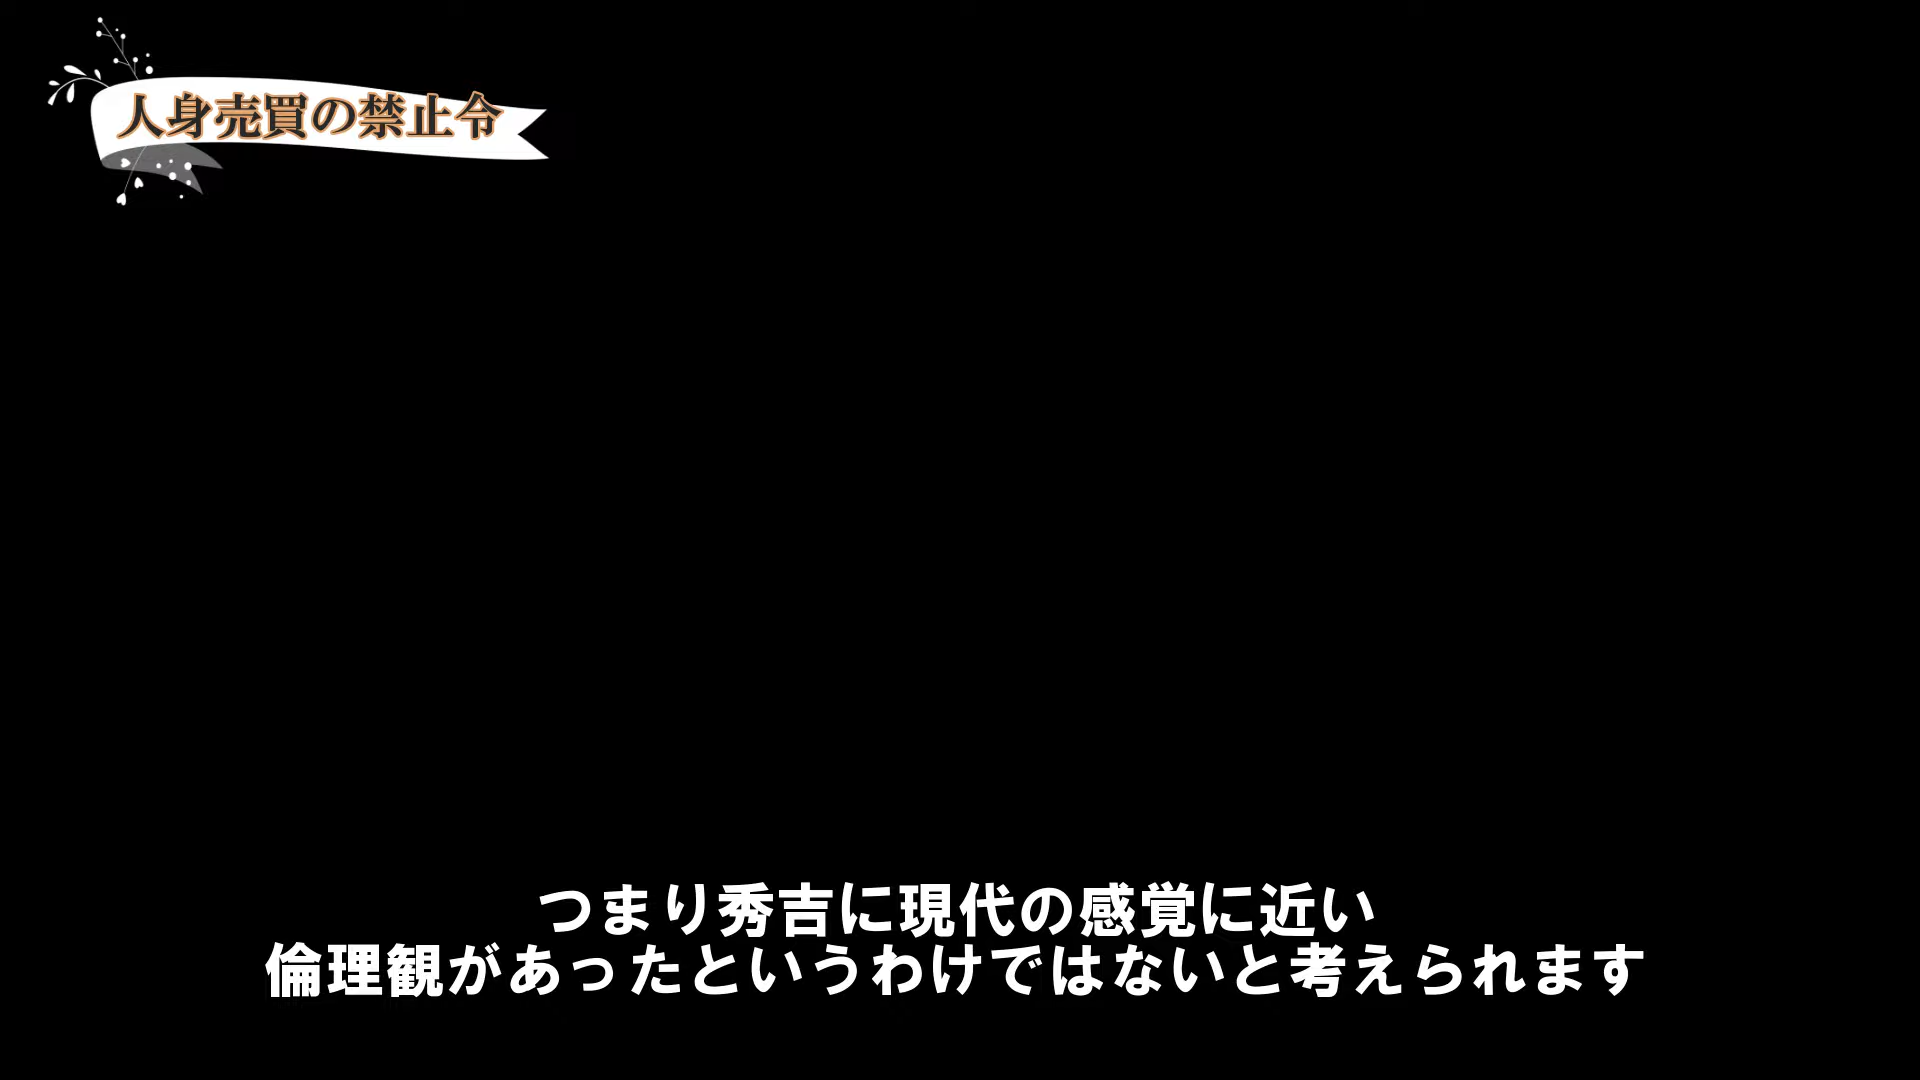 人身売買の禁止令
つまり秀吉に現代の感覚に近い
倫理観があったというわけではないと考えられます